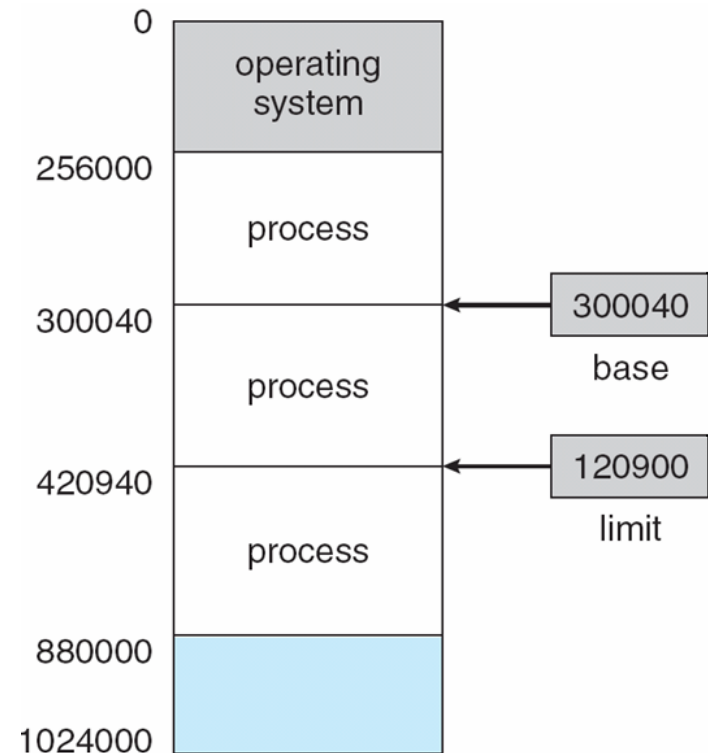 0
operating
system
256000
process
300040
300040
base
process
420940
120900
limit
process
880000
1024000